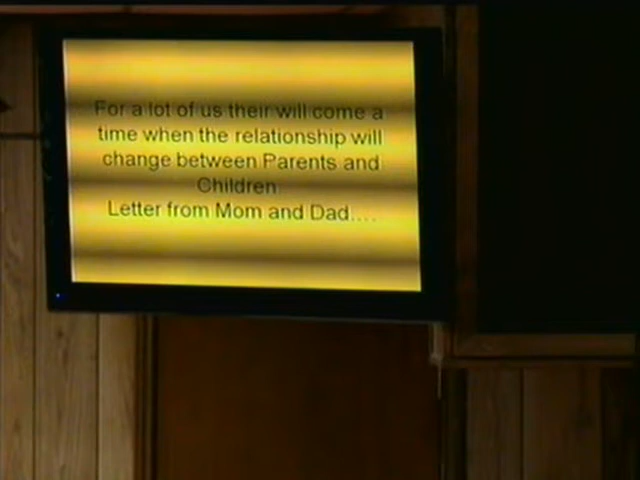 For a lot of us their will come a
time when the relationship will
change between Parents and
Children
Letter from Mom and Dad....